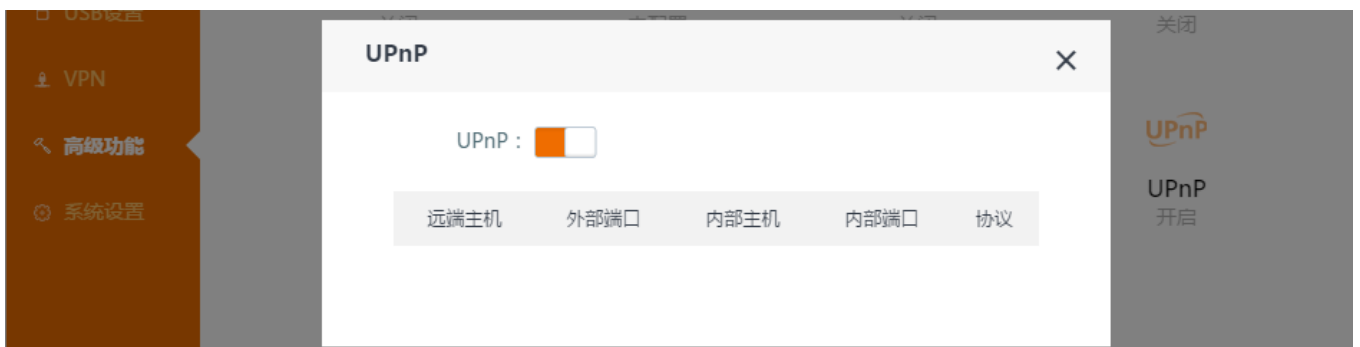 USB设置
VPN
高级功能
系统设置
UPnP
UPnP：
远端主机 外部端口 内部主机 内部端口 协议
关闭
UPnP
UPnP
开启